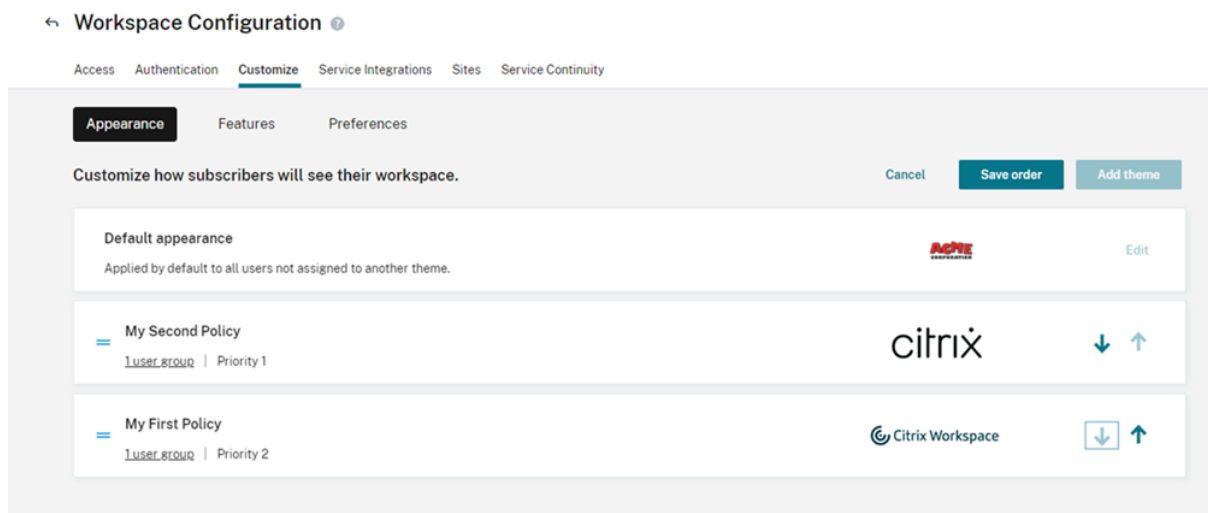 Workspace Configuration ?
Access Authentication Customize Service Integrations Sites Service Continuity
Appearance Features Preferences
Customize how subscribers will see their workspace. Cancel Save order Add theme
Default appearance
ACME
CORPORATION
Edit
Applied by default to all users not assigned to another theme.
My Second Policy
citrix
1 user group | Priority 1
My First Policy
Citrix Workspace
1 user group | Priority 2